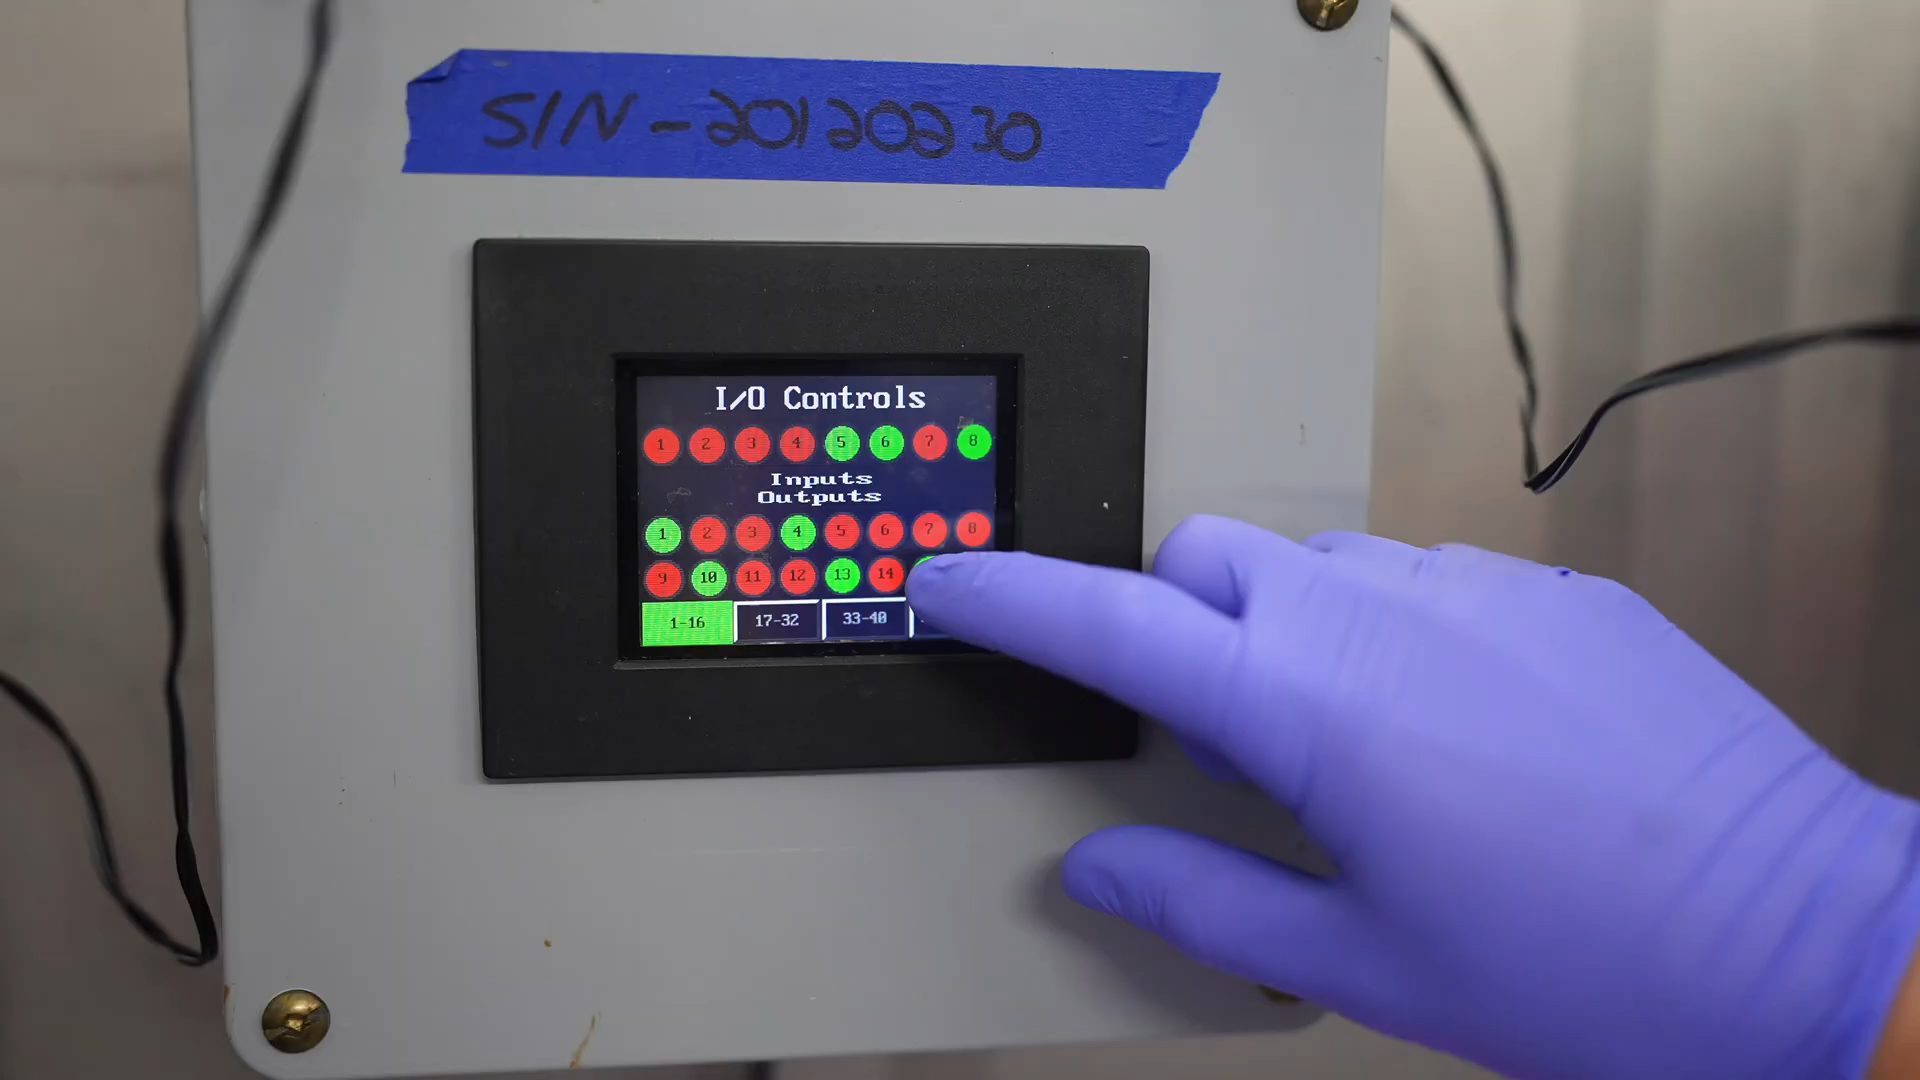 S/N - 20120230
I/O Controls
1 2 3 4 5 6 7 8
Inputs
Outputs
1 2 3 4 5 6 7 8
9 10 11 12 13 14
1-16 17-32 33-40